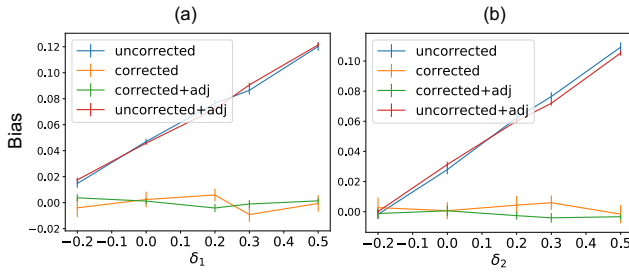 (a)
(b)
Bias
0.12
0.10
0.08
0.06
0.04
0.02
0.00
−0.02
uncorrected
corrected
corrected+adj
uncorrected+adj
−0.2 −0.1 0.0 0.1 0.2 0.3 0.4 0.5
δ1
0.10
0.08
0.06
0.04
0.02
0.00
uncorrected
corrected
corrected+adj
uncorrected+adj
−0.2 −0.1 0.0 0.1 0.2 0.3 0.4 0.5
δ2